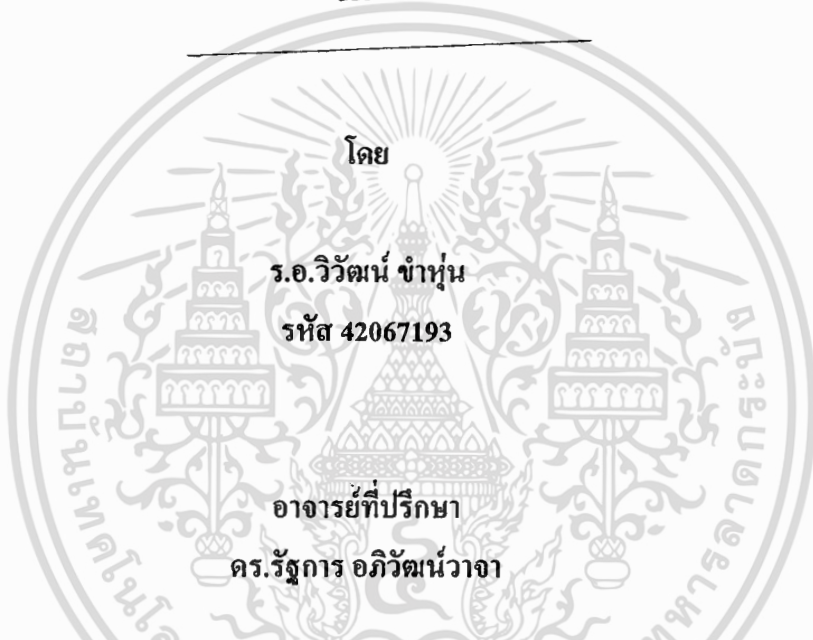 โดย
ร.อ.วิวัฒน์ ขำหุ่น
รหัส 42067193
อาจารย์ที่ปรึกษา
ดร.รัฐการ อภิวัฒน์วาจา